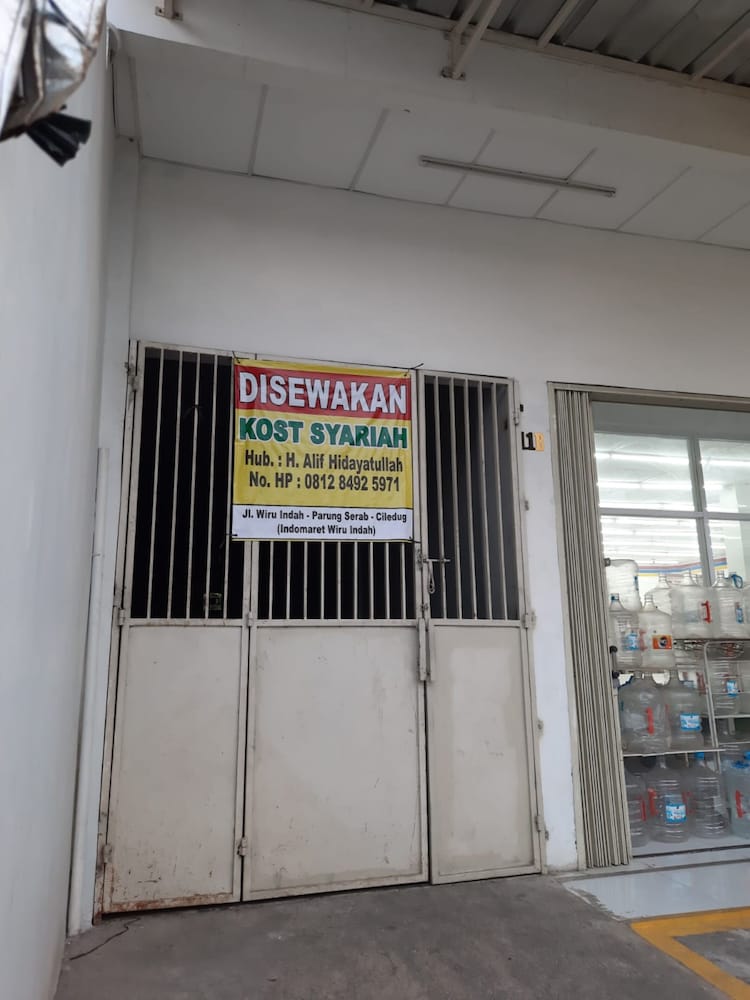 DISEWAKAN
KOST SYARIAH
Hub. : H. Alif Hidayatullah
No. HP : 0812 8492 5971
Jl. Wiru Indah - Parung Serab - Ciledug
(Indomaret Wiru Indah)